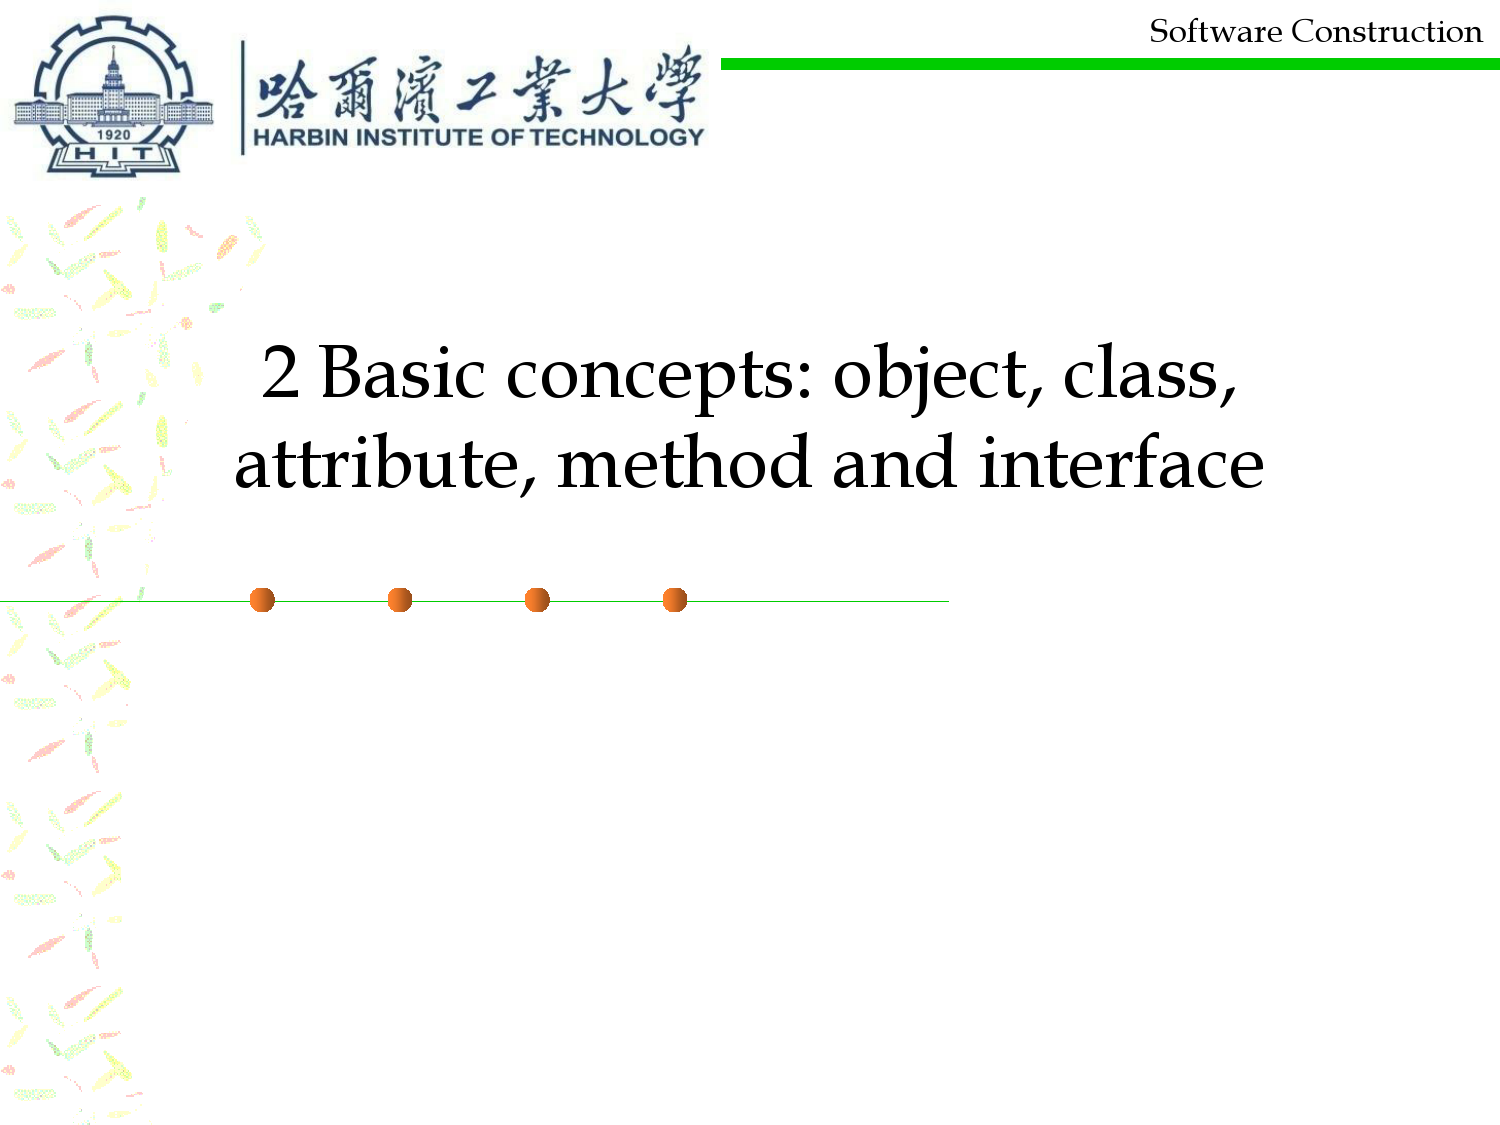 Software Construction
哈爾濱工業大學
HARBIN INSTITUTE OF TECHNOLOGY
1920
HIT
2 Basic concepts: object, class,
attribute, method and interface